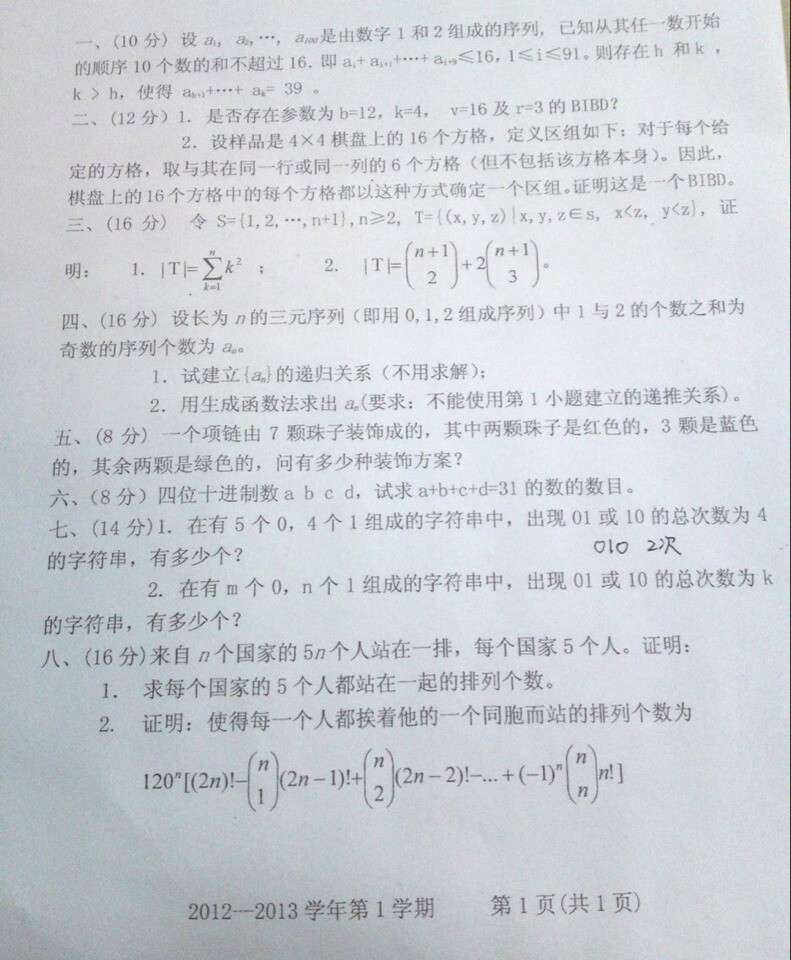 一、(10 分) 设 a₁, a₂,…, a₁₀₀是由数字 1 和 2 组成的序列, 已知从其任一数开始
的顺序 10 个数的和不超过 16. 即 aᵢ+ aᵢ₊₁+…+ aᵢ₊₉≤16, 1≤i≤91。则存在 h 和 k ,
k > h, 使得 aₕ₊₁+…+ aₖ= 39 。
二、(12 分) 1. 是否存在参数为 b=12, k=4, v=16 及 r=3 的 BIBD?
2. 设样品是 4×4 棋盘上的 16 个方格, 定义区组如下: 对于每个给
定的方格, 取与其在同一行或同一列的 6 个方格 (但不包括该方格本身)。因此,
棋盘上的 16 个方格中的每个方格都以这种方式确定一个区组。证明这是一个 BIBD。
三、(16 分) 令 S={1,2,…,n+1},n≥2, T={(x,y,z)|x,y,z∈s, x<z, y<z}, 证
明: 1. |T|=∑_{k=1}^{n}k² ; 2. |T|=\binom{n+1}{2}+2\binom{n+1}{3}。
四、(16 分) 设长为 n 的三元序列 (即用 0,1,2 组成序列) 中 1 与 2 的个数之和为
奇数的序列个数为 aₙ。
1. 试建立{aₙ}的递归关系 (不用求解);
2. 用生成函数法求出 aₙ(要求: 不能使用第 1 小题建立的递推关系)。
五、(8 分) 一个项链由 7 颗珠子装饰成的, 其中两颗珠子是红色的, 3 颗是蓝色
的, 其余两颗是绿色的, 问有多少种装饰方案?
六、(8 分) 四位十进制数 a b c d, 试求 a+b+c+d=31 的数的数目。
七、(14 分)1. 在有 5 个 0, 4 个 1 组成的字符串中, 出现 01 或 10 的总次数为 4
的字符串, 有多少个?
010 2次
2. 在有 m 个 0, n 个 1 组成的字符串中, 出现 01 或 10 的总次数为 k
的字符串, 有多少个?
八、(16 分)来自 n 个国家的 5n 个人站在一排, 每个国家 5 个人。证明:
1. 求每个国家的 5 个人都站在一起的排列个数。
2. 证明: 使得每一个人都挨着他的一个同胞而站的排列个数为
120ⁿ[(2n)!-\binom{n}{1}(2n-1)!+\binom{n}{2}(2n-2)!-...+(-1)ⁿ\binom{n}{n}n!]
2012---2013 学年第 1 学期 第 1 页(共 1 页)